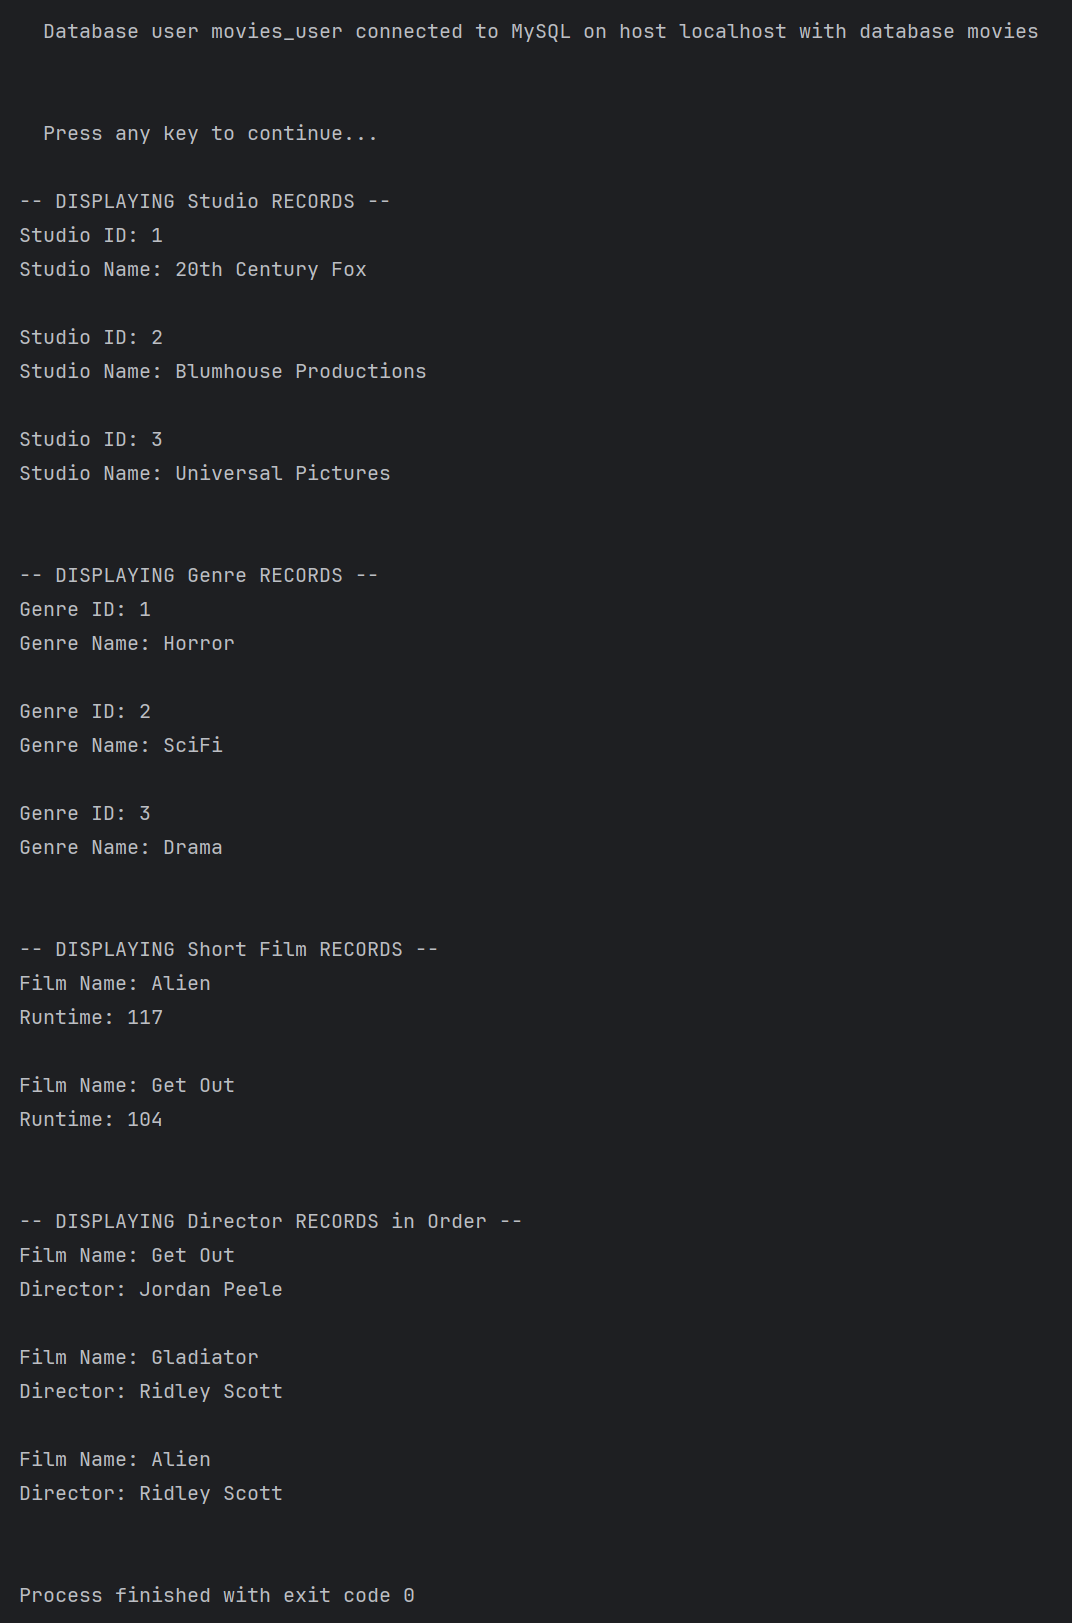 Database user movies_user connected to MySQL on host localhost with database movies
Press any key to continue...
-- DISPLAYING Studio RECORDS --
Studio ID: 1
Studio Name: 20th Century Fox
Studio ID: 2
Studio Name: Blumhouse Productions
Studio ID: 3
Studio Name: Universal Pictures
-- DISPLAYING Genre RECORDS --
Genre ID: 1
Genre Name: Horror
Genre ID: 2
Genre Name: SciFi
Genre ID: 3
Genre Name: Drama
-- DISPLAYING Short Film RECORDS --
Film Name: Alien
Runtime: 117
Film Name: Get Out
Runtime: 104
-- DISPLAYING Director RECORDS in Order --
Film Name: Get Out
Director: Jordan Peele
Film Name: Gladiator
Director: Ridley Scott
Film Name: Alien
Director: Ridley Scott
Process finished with exit code 0